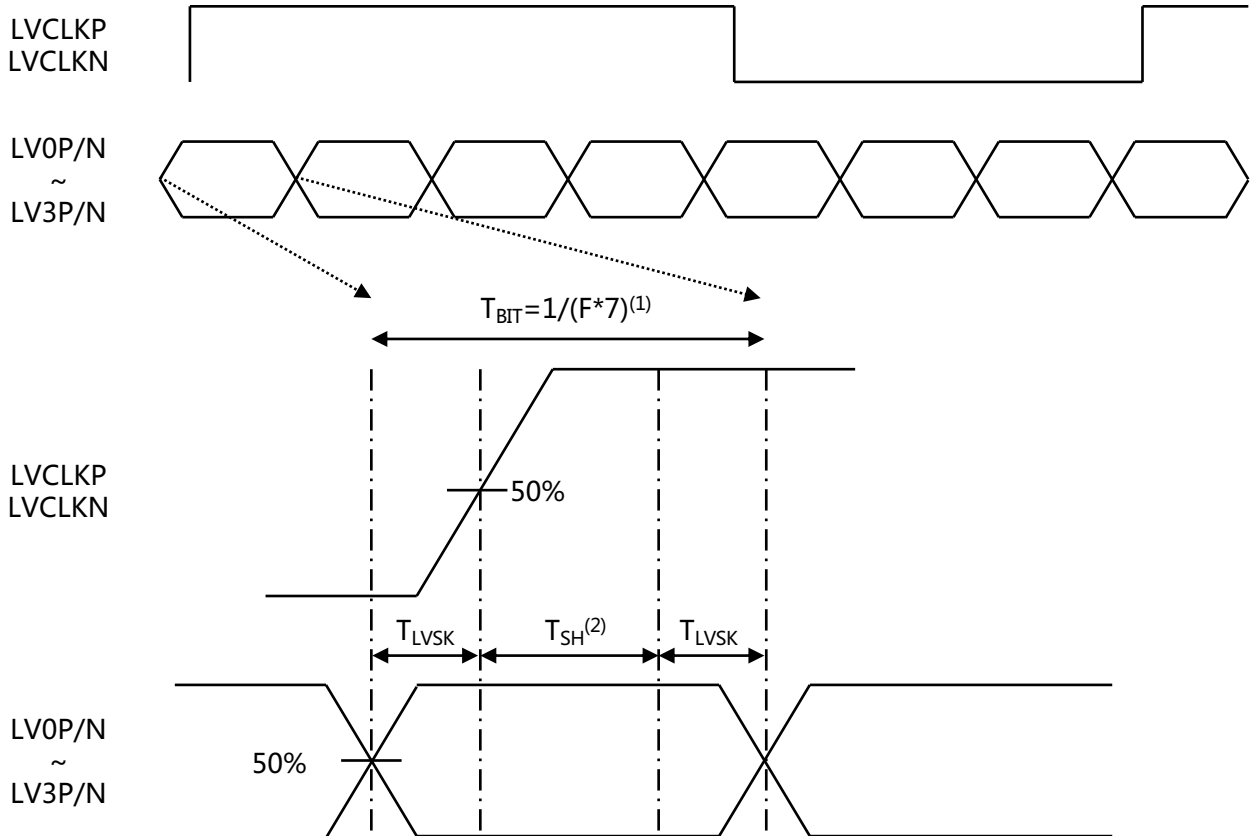 LVCLKP
LVCLKN
LV0P/N
~
LV3P/N
T_BIT=1/(F*7)^(1)
LVCLKP
LVCLKN
50%
T_LVSK
T_SH^(2)
T_LVSK
LV0P/N
~
LV3P/N
50%